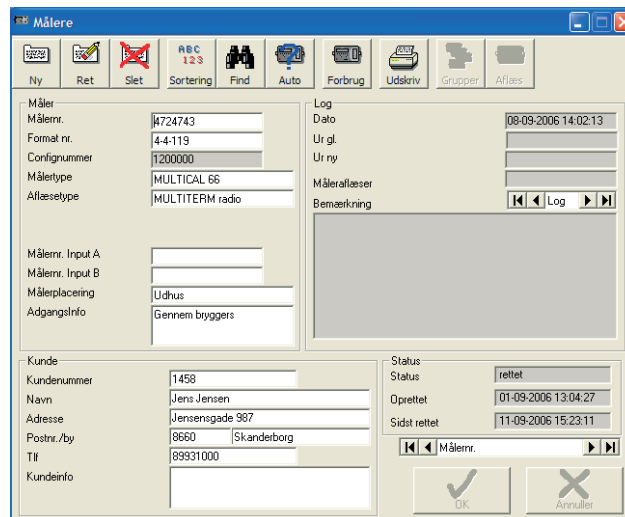 Målere
ABC
123
Ny Ret Slet Sortering Find Auto Forbrug Udskriv Grupper Aflæs
Måler
Målernr. 4724743
Format nr. 4-4-119
Confignummer 1200000
Målertype MULTICAL 66
Aflæsetype MULTITERM radio
Målernr. Input A
Målernr. Input B
Målerplacering Udhus
AdgangsInfo Gennem bryggers
Log
Dato 08-09-2006 14:02:13
Ur gl.
Ur ny
Måleraflæser
Bemærkning Log
Kunde
Kundenummer 1458
Navn Jens Jensen
Adresse Jensensgade 987
Postnr./by 8660 Skanderborg
Tlf 89931000
Kundeinfo
Status
Status rettet
Oprettet 01-09-2006 13:04:27
Sidst rettet 11-09-2006 15:23:11
Målernr.
OK Annuller